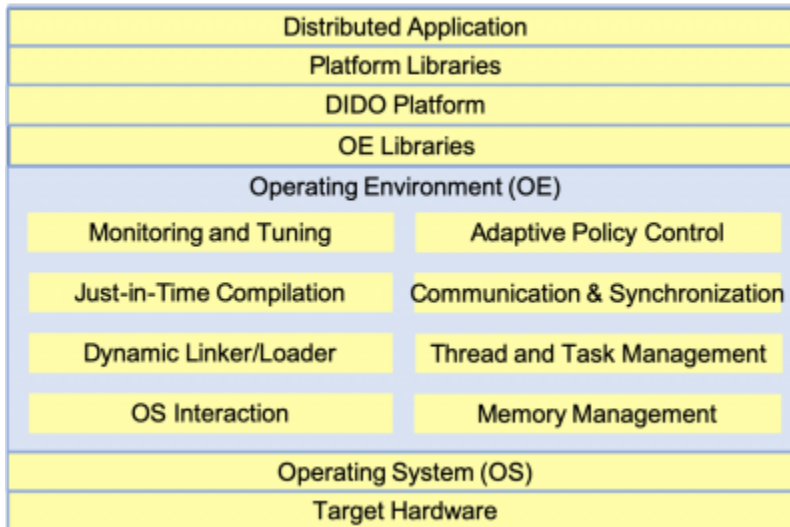 Distributed Application
Platform Libraries
DIDO Platform
OE Libraries
Operating Environment (OE)
Monitoring and Tuning
Adaptive Policy Control
Just-in-Time Compilation
Communication & Synchronization
Dynamic Linker/Loader
Thread and Task Management
OS Interaction
Memory Management
Operating System (OS)
Target Hardware